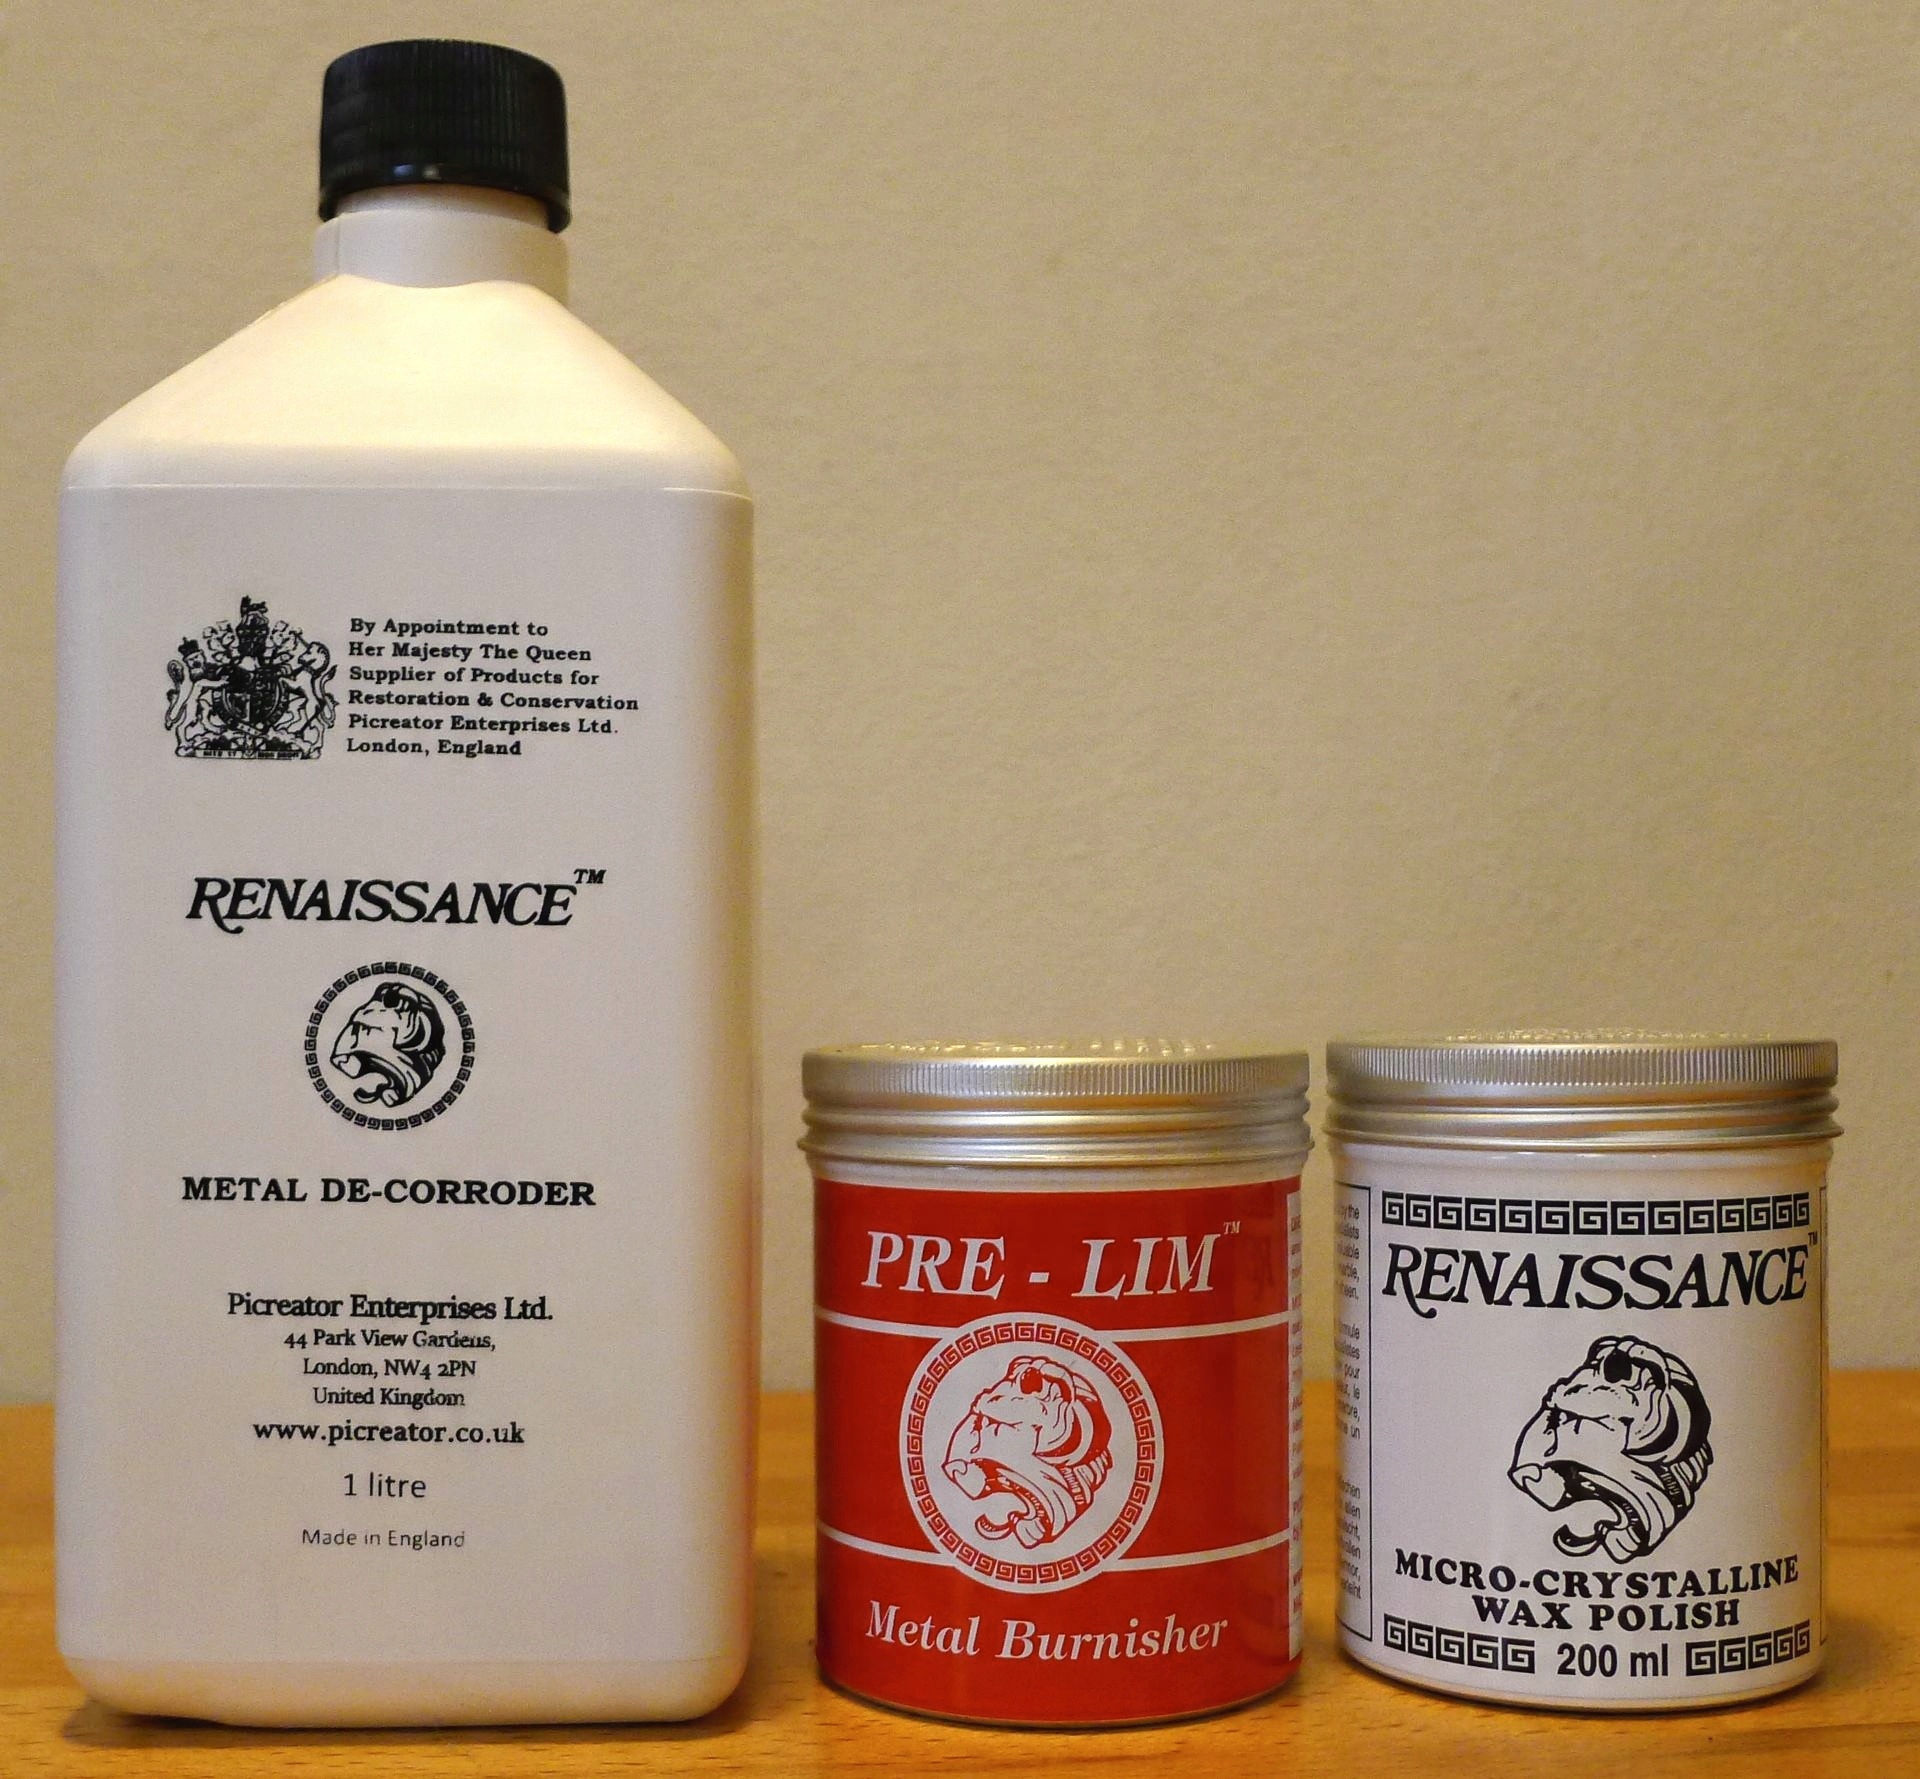 By Appointment to
Her Majesty The Queen
Supplier of Products for
Restoration & Conservation
Picreator Enterprises Ltd.
London, England
RENAISSANCE™
METAL DE-CORRODER
Picreator Enterprises Ltd.
44 Park View Gardens,
London, NW4 2PN
United Kingdom
www.picreator.co.uk
1 litre
Made in England
PRE - LIM™
Metal Burnisher
RENAISSANCE™
MICRO-CRYSTALLINE
WAX POLISH
200 ml